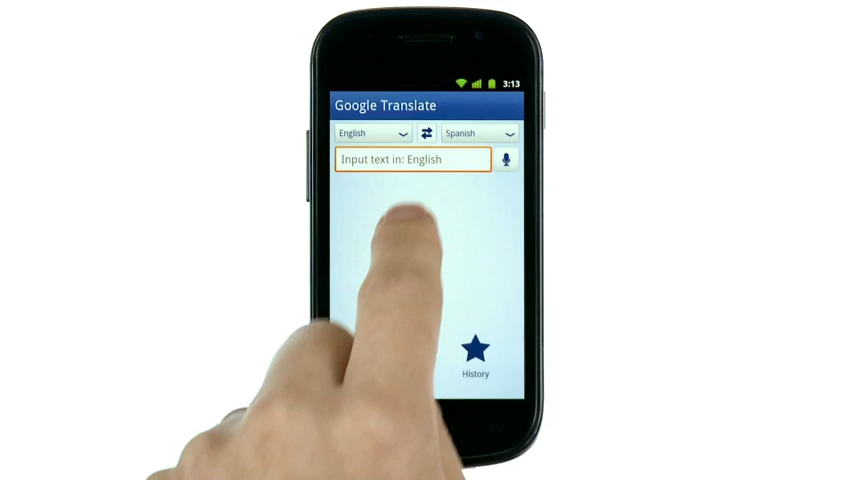 3:13
Google Translate
English
Spanish
Input text in: English
History